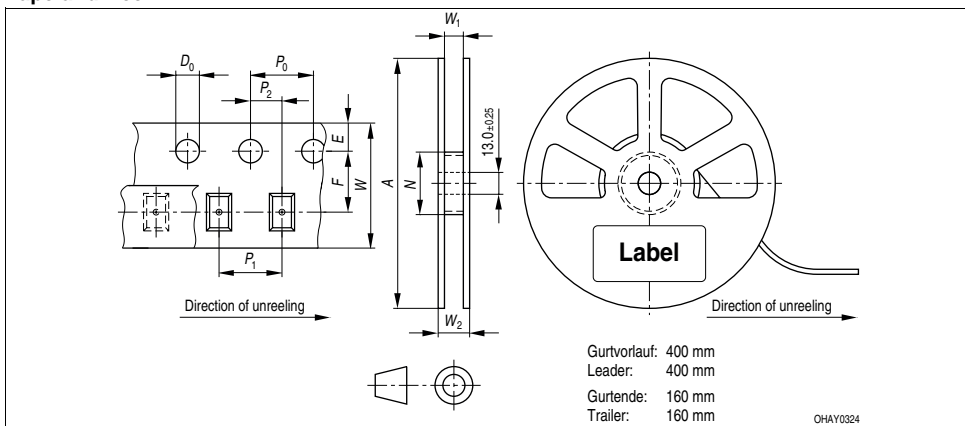 W1
D0
P0
P2
E
F
W
A
N
13.0±0.25
Label
P1
W2
Direction of unreeling
Direction of unreeling
Gurtvorlauf: 400 mm
Leader: 400 mm
Gurtende: 160 mm
Trailer: 160 mm
OHAY0324